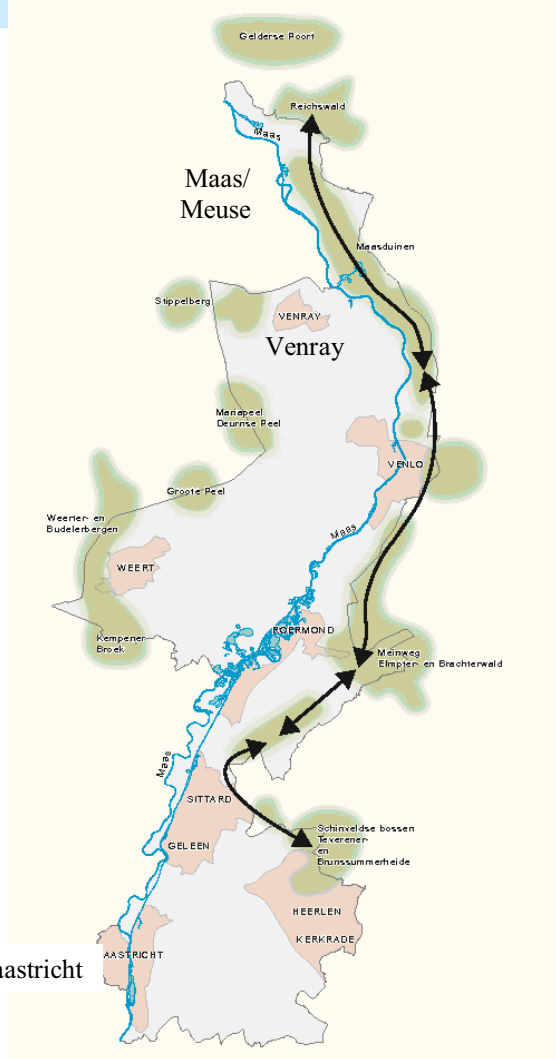 Gelderse Poort
Reichswald
Maas
Maas/
Meuse
Maasduinen
Stippelberg
VENRAY
Venray
Mariapeel
Deurnse Peel
VENLO
Groote Peel
Weerter- en
Budelerbergen
Maas
WEERT
ROERMOND
Kempener
Broek
Meinweg
Elmpter- en Brachterwald
Maas
SITTARD
Schinveldse bossen
Teverener-
en
Brunssummerheide
GELEEN
HEERLEN
KERKRADE
AASTRICHT
aastricht